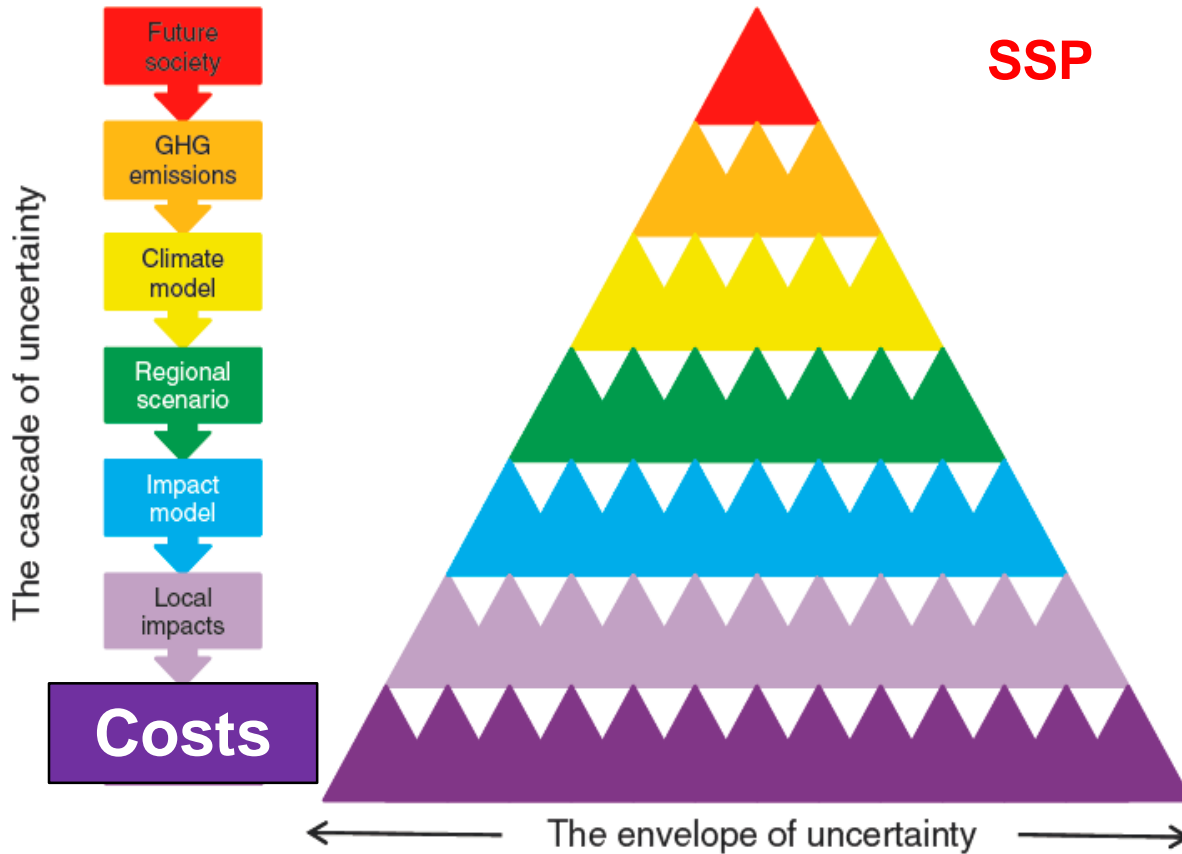 SSP
Future
society
GHG
emissions
Climate
model
Regional
scenario
Impact
model
Local
impacts
Costs
The cascade of uncertainty
The envelope of uncertainty